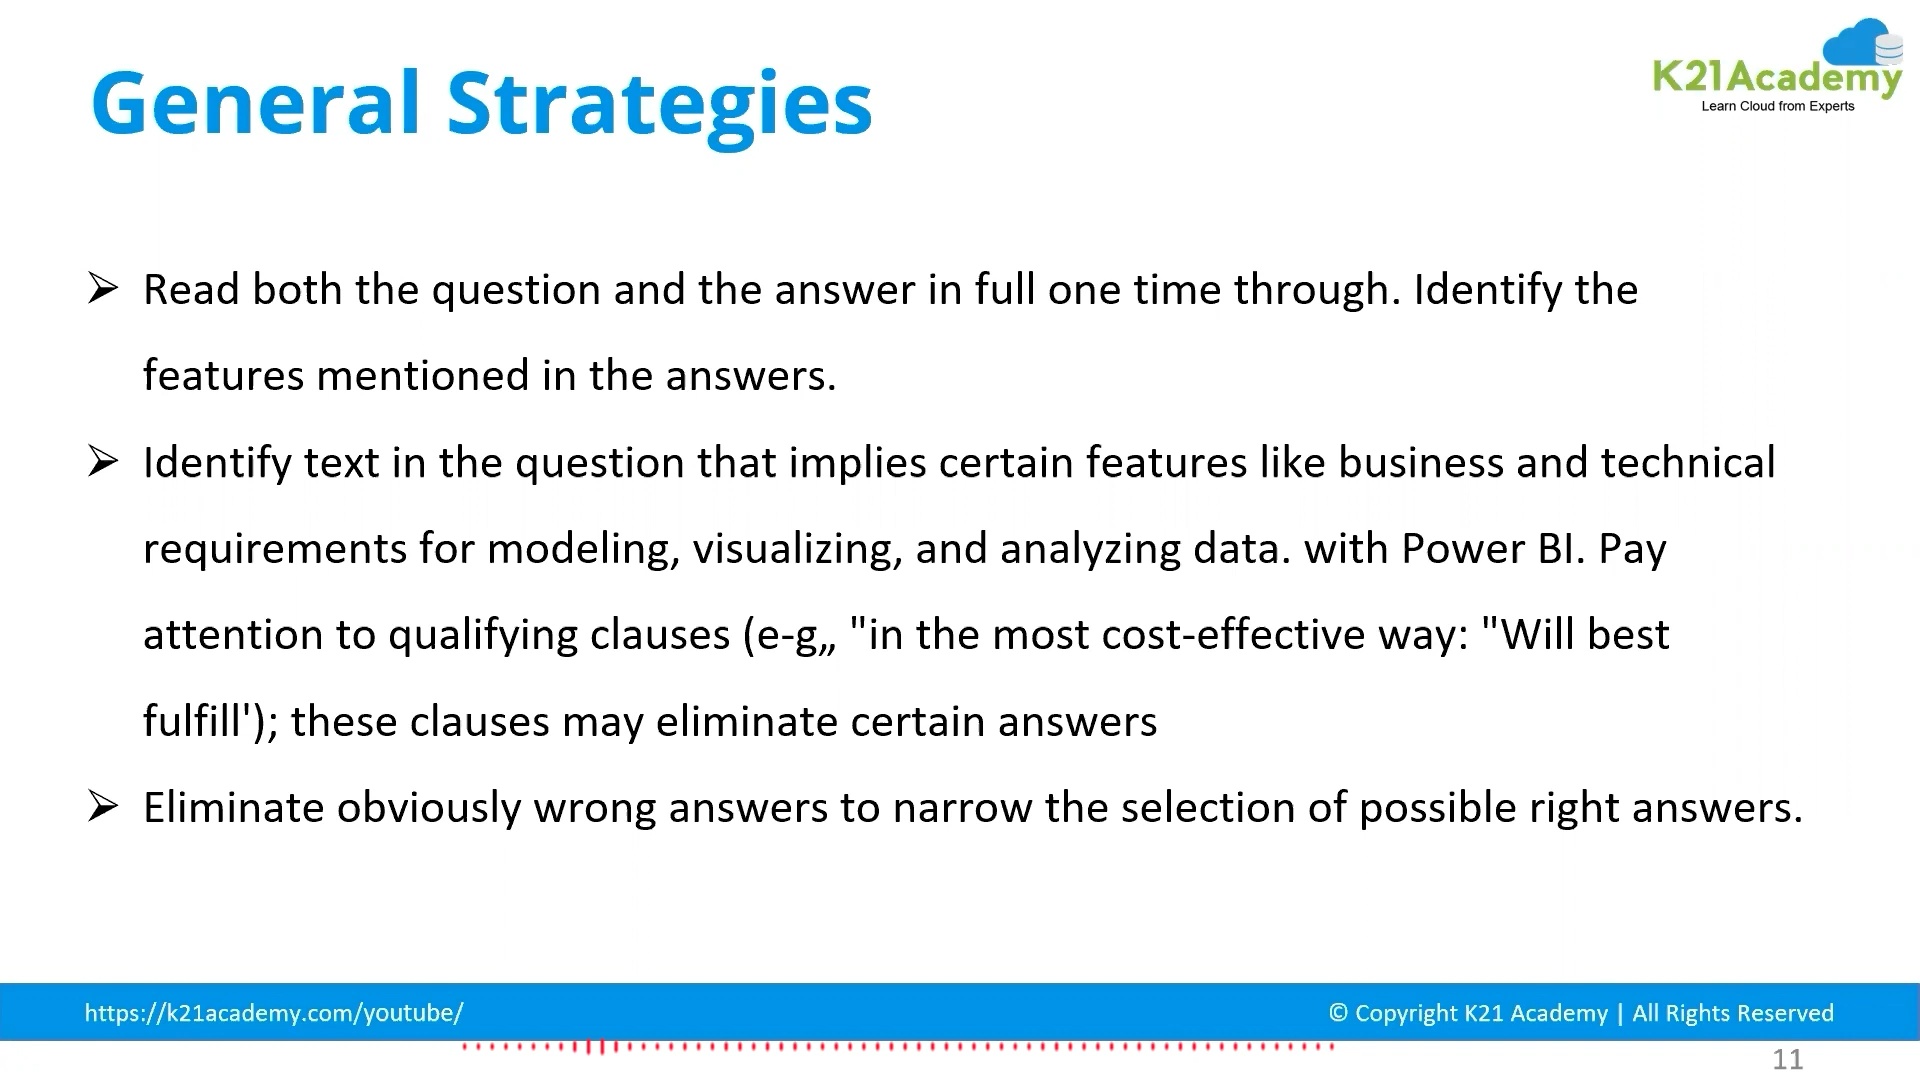 General Strategies
K21Academy
Learn Cloud from Experts
➢ Read both the question and the answer in full one time through. Identify the
features mentioned in the answers.
➢ Identify text in the question that implies certain features like business and technical
requirements for modeling, visualizing, and analyzing data. with Power BI. Pay
attention to qualifying clauses (e-g„ "in the most cost-effective way: "Will best
fulfill'); these clauses may eliminate certain answers
➢ Eliminate obviously wrong answers to narrow the selection of possible right answers.
https://k21academy.com/youtube/
© Copyright K21 Academy | All Rights Reserved
11